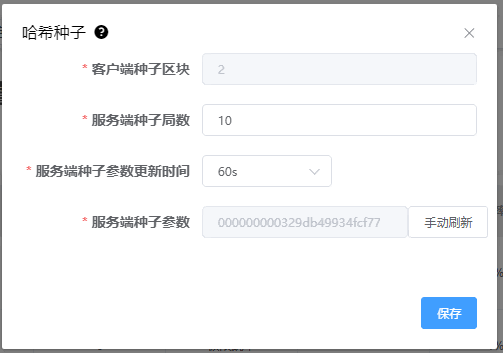 哈希种子
* 客户端种子区块 2
* 服务端种子局数 10
* 服务端种子参数更新时间 60s
* 服务端种子参数 000000000329db49934fcf77 手动刷新
保存